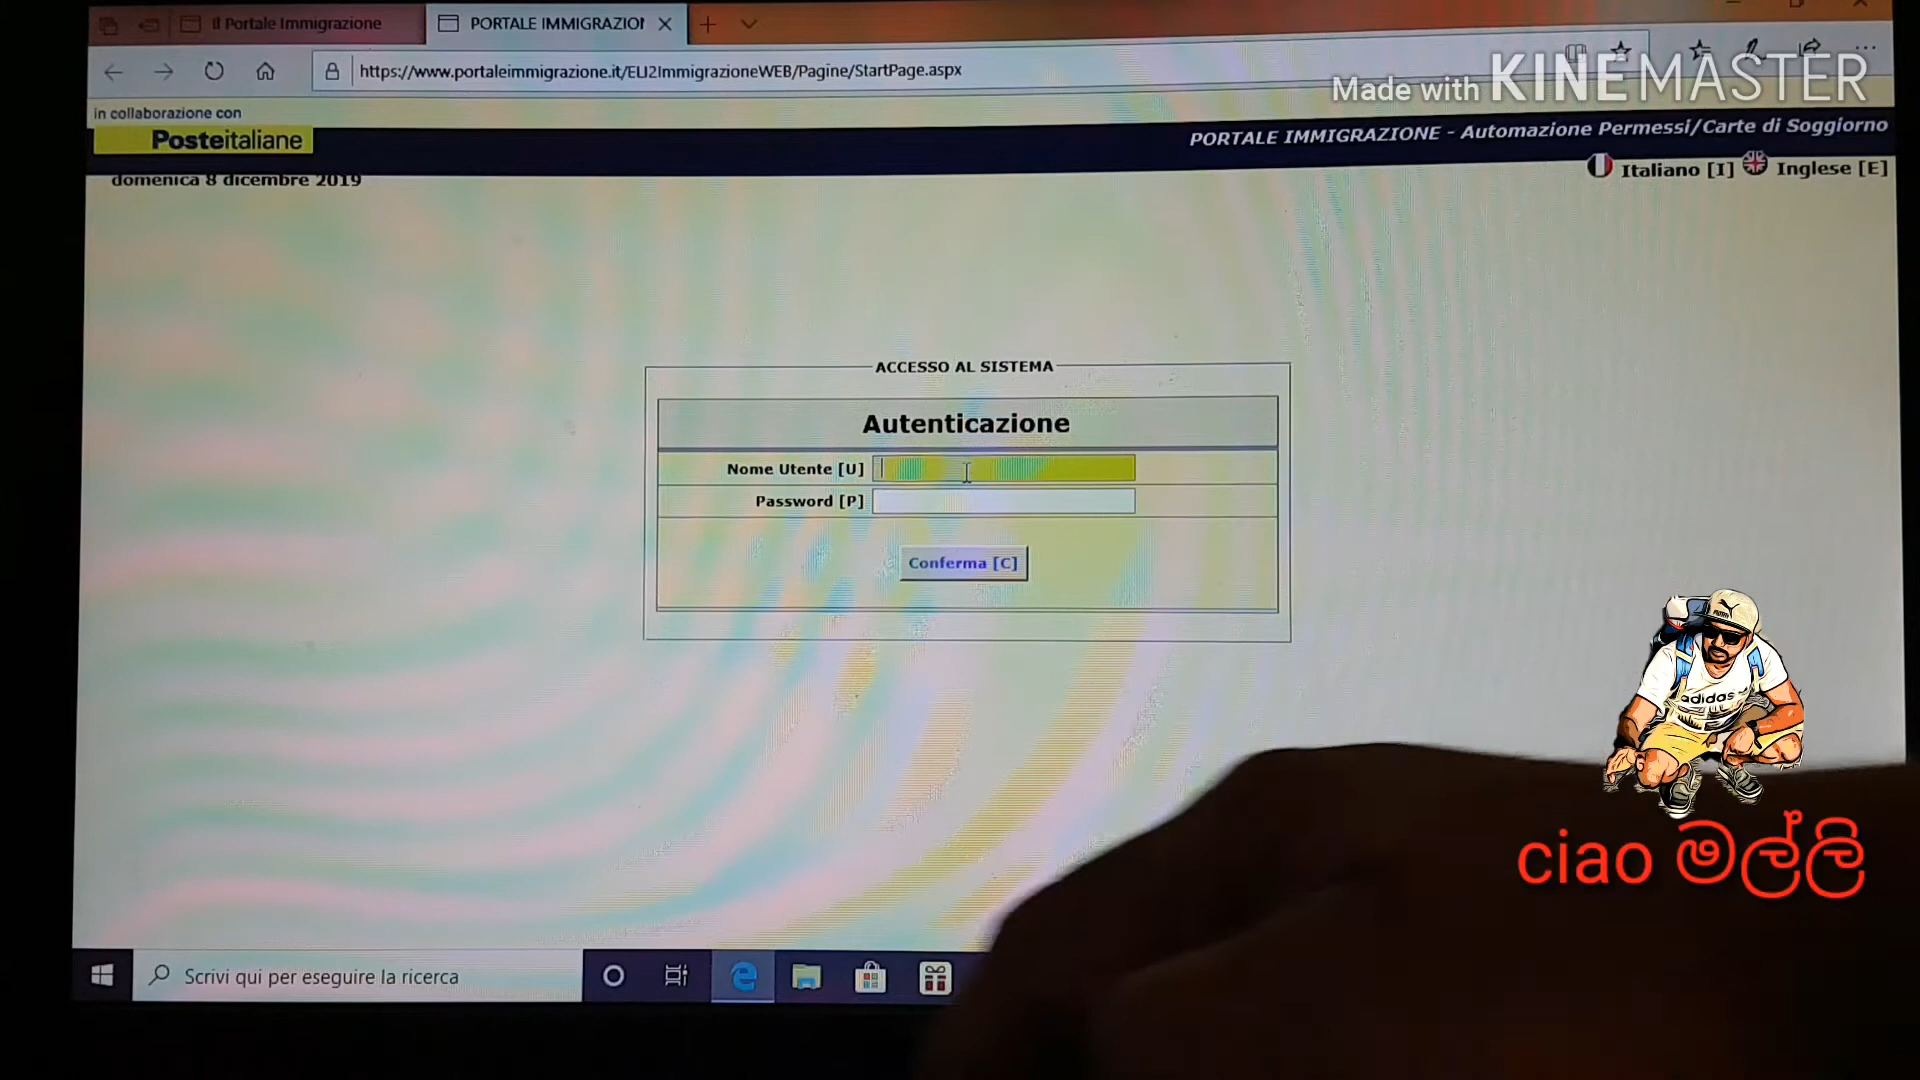 Il Portale Immigrazione
PORTALE IMMIGRAZIO
https://www.portaleimmigrazione.it/ELI2ImmigrazioneWEB/Pagine/StartPage.aspx
Made with KINEMASTER
in collaborazione con
Posteitaliane
PORTALE IMMIGRAZIONE - Automazione Permessi/Carte di Soggiorno
domenica 8 dicembre 2019
Italiano [I] Inglese [E]
ACCESSO AL SISTEMA
Autenticazione
Nome Utente [U]
Password [P]
Conferma [C]
adidas
ciao මල්ලි
Scrivi qui per eseguire la ricerca